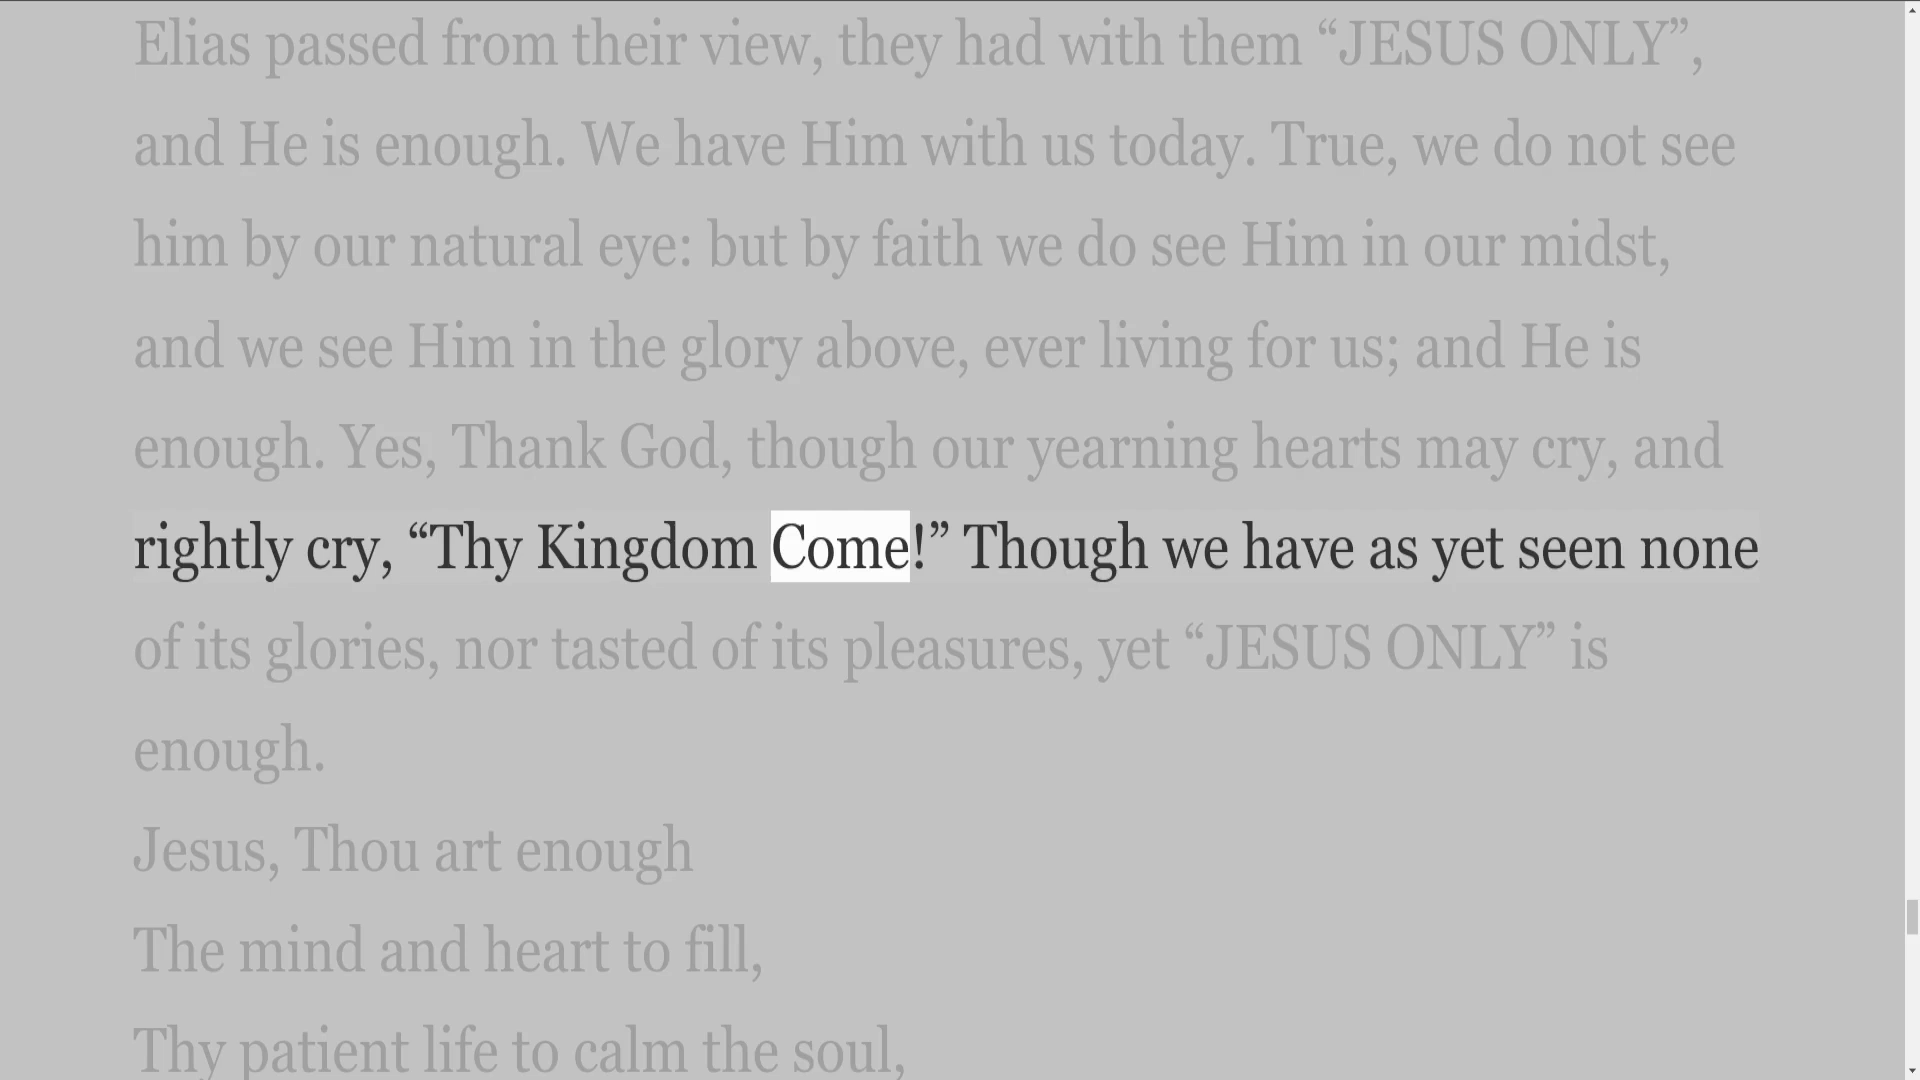 Elias passed from their view, they had with them “JESUS ONLY”,
and He is enough. We have Him with us today. True, we do not see
him by our natural eye: but by faith we do see Him in our midst,
and we see Him in the glory above, ever living for us; and He is
enough. Yes, Thank God, though our yearning hearts may cry, and
rightly cry, “Thy Kingdom Come!” Though we have as yet seen none
of its glories, nor tasted of its pleasures, yet “JESUS ONLY” is
enough.
Jesus, Thou art enough
The mind and heart to fill,
Thy patient life to calm the soul,